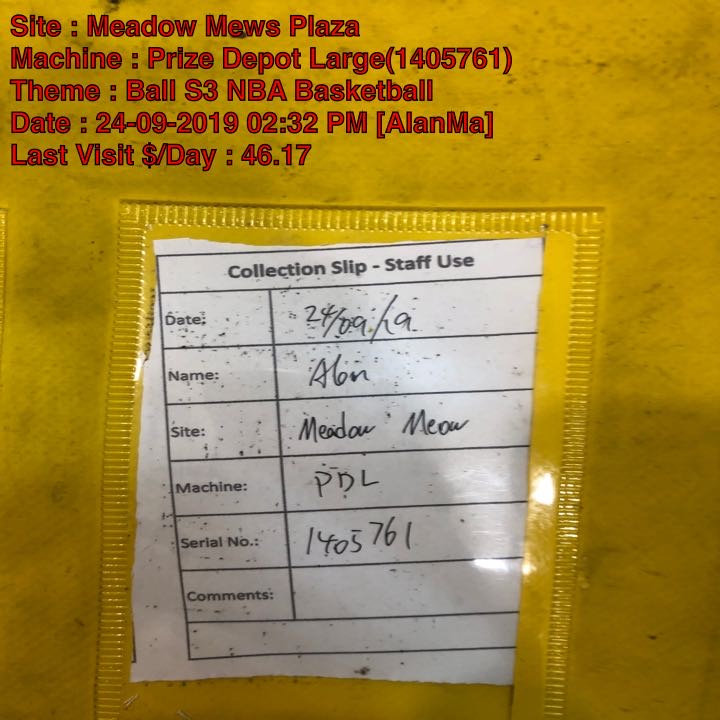 Site : Meadow Mews Plaza
Machine : Prize Depot Large(1405761)
Theme : Ball S3 NBA Basketball
Date : 24-09-2019 02:32 PM [AlanMa]
Last Visit $/Day : 46.17
Collection Slip - Staff Use
Date: 24/09/19
Name: Alan
Site: Meadow Meow
Machine: PDL
Serial No.: 1405761
Comments: